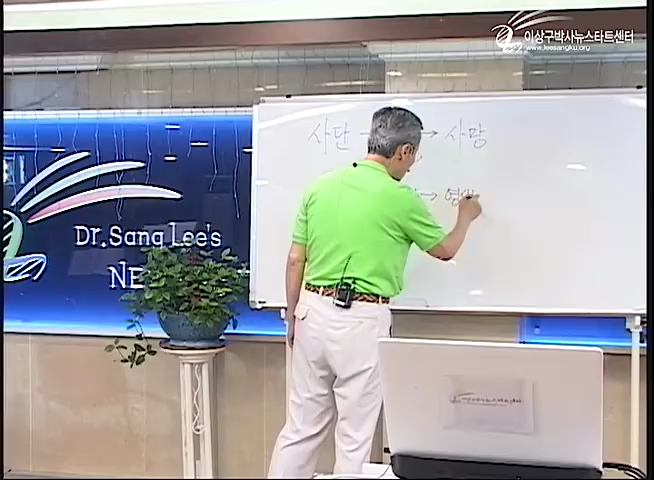 이상구박사뉴스타트센터
www.leesangku.org
사단 → 사망
→ 영
Dr.Sang Lee's
NE